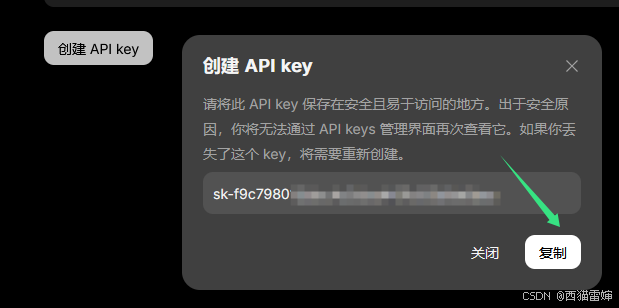 创建 API key
创建 API key
请将此 API key 保存在安全且易于访问的地方。出于安全原
因，你将无法通过 API keys 管理界面再次查看它。如果你丢
失了这个 key，将需要重新创建。
sk-f9c7980
关闭 复制
CSDN @西猫雷婶